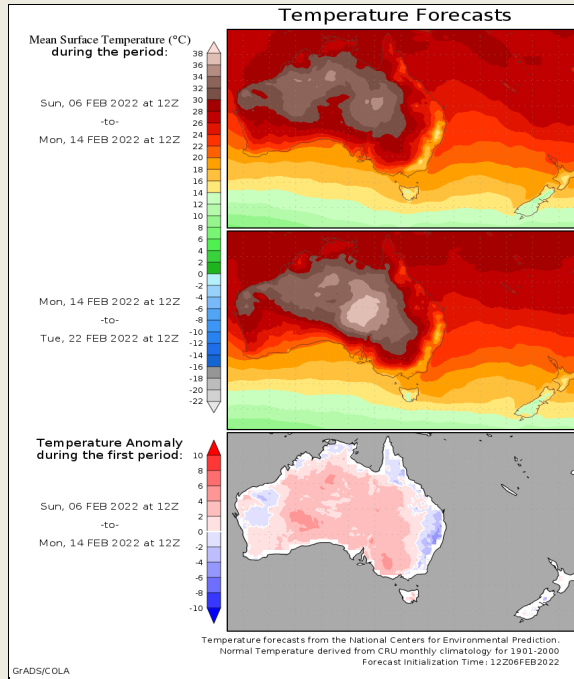 Temperature Forecasts
Mean Surface Temperature (°C)
during the period:
Sun, 06 FEB 2022 at 12Z
-to-
Mon, 14 FEB 2022 at 12Z
38
36
34
32
30
28
26
24
22
20
18
16
14
12
10
8
6
4
2
0
-2
-4
-6
-8
-10
-12
-14
-16
-18
-20
-22
Mon, 14 FEB 2022 at 12Z
-to-
Tue, 22 FEB 2022 at 12Z
Temperature Anomaly
during the first period:
Sun, 06 FEB 2022 at 12Z
-to-
Mon, 14 FEB 2022 at 12Z
10
8
6
4
2
0
-2
-4
-6
-8
-10
Temperature forecasts from the National Centers for Environmental Prediction.
Normal Temperature derived from CRU monthly climatology for 1901-2000
Forecast Initialization Time: 12Z06FEB2022
GrADS/COLA